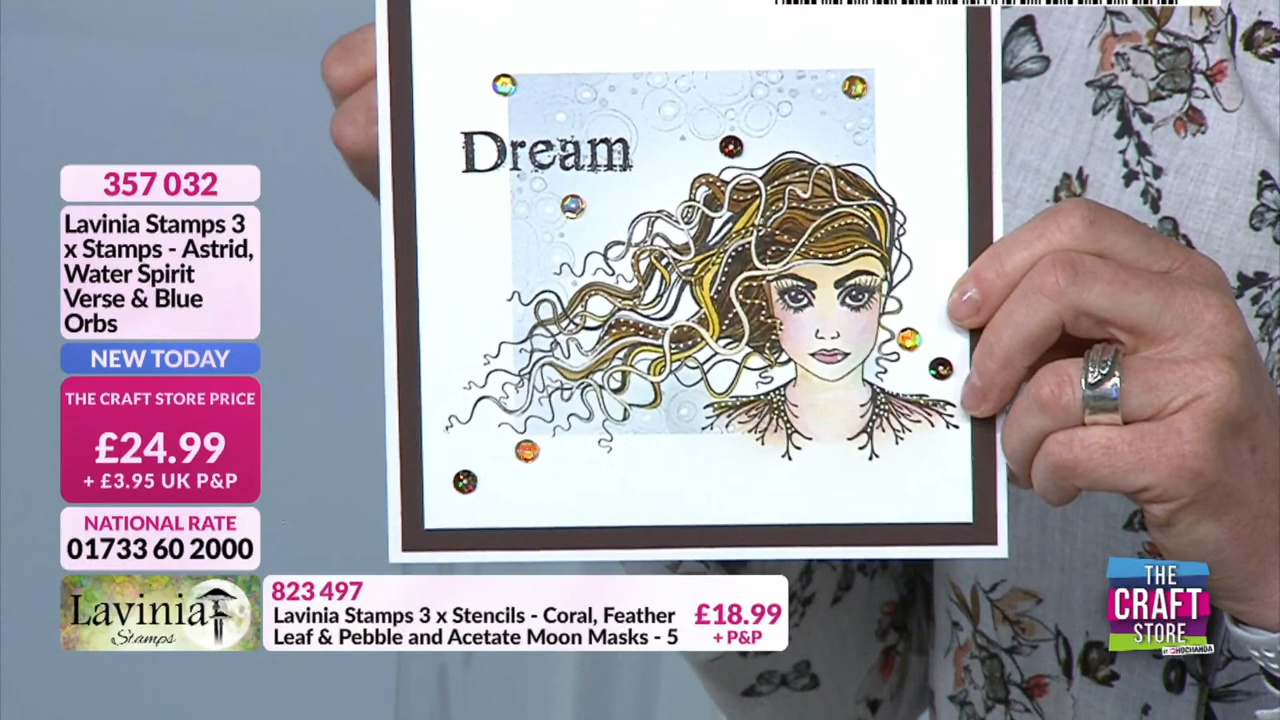 Dream
357 032
Lavinia Stamps 3
x Stamps - Astrid,
Water Spirit
Verse & Blue
Orbs
NEW TODAY
THE CRAFT STORE PRICE
£24.99
+ £3.95 UK P&P
NATIONAL RATE
01733 60 2000
Lavinia
Stamps
823 497
Lavinia Stamps 3 x Stencils - Coral, Feather
Leaf & Pebble and Acetate Moon Masks - 5
£18.99
+ P&P
THE
CRAFT
STORE
HOCHANDA